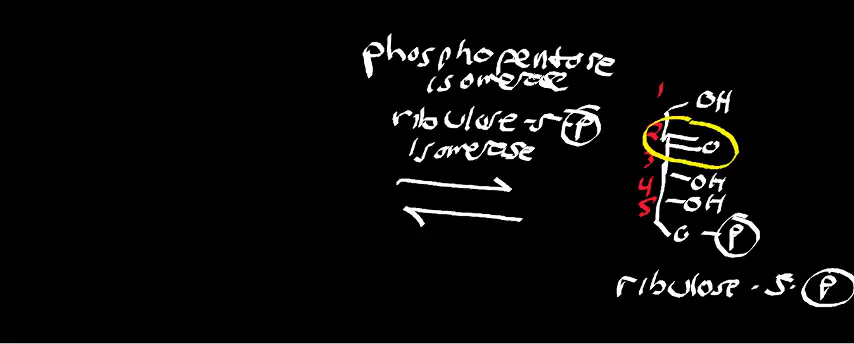 phosphopentose
isomerase
ribulose-5-P
isomerase
1
OH
2
=O
3
4 -OH
5 -OH
O-P
ribulose-5-P